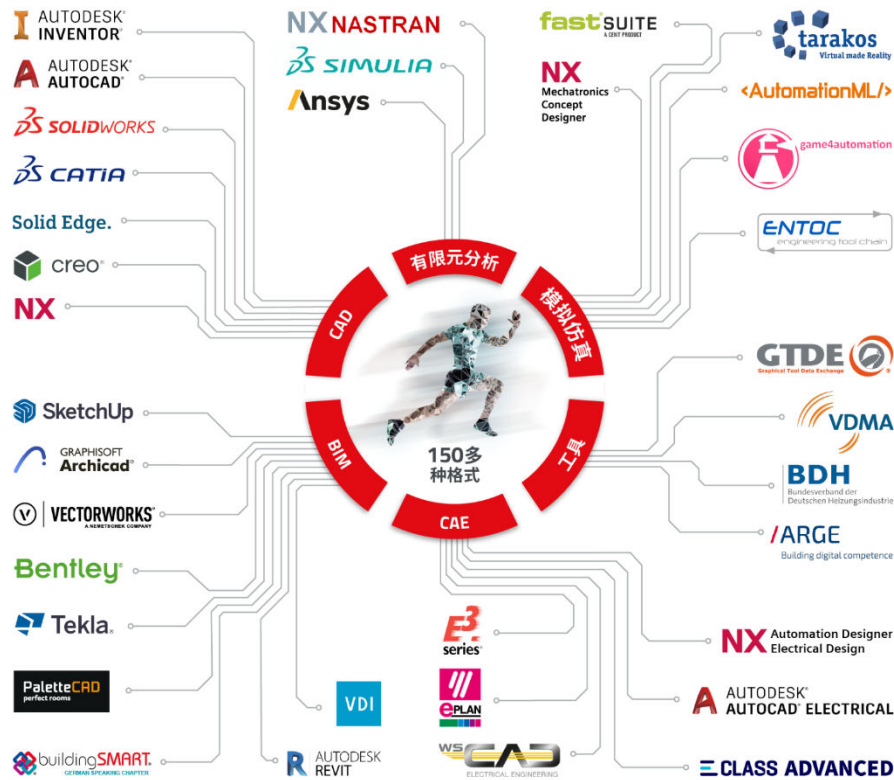 AUTODESK®
INVENTOR®
AUTODESK®
AUTOCAD®
SOLIDWORKS
CATIA
Solid Edge.
creo®
NX
NX NASTRAN
SIMULIA
Ansys
fastSUITE
A CENIT PRODUCT
NX
Mechatronics
Concept
Designer
tarakos
Virtual made Reality
<AutomationML/>
game4automation
ENTOC
engineering tool chain
有限元分析
CAD
模拟仿真
BIM
工具
CAE
150多
种格式
GTDE
Graphical Tool Data Exchange
VDMA
BDH
Bundesverband der
Deutschen Heizungsindustrie
/ARGE
Building digital competence
SketchUp
GRAPHISOFT
Archicad®
VECTORWORKS®
A NEMETSCHEK COMPANY
Bentley®
Tekla®
PaletteCAD
perfect rooms
buildingSMART®
GERMAN SPEAKING CHAPTER
VDI
AUTODESK®
REVIT
E3
series®
ePLAN®
WS CAD
ELECTRICAL ENGINEERING
NX Automation Designer
Electrical Design
AUTODESK®
AUTOCAD® ELECTRICAL
ECLASS ADVANCED